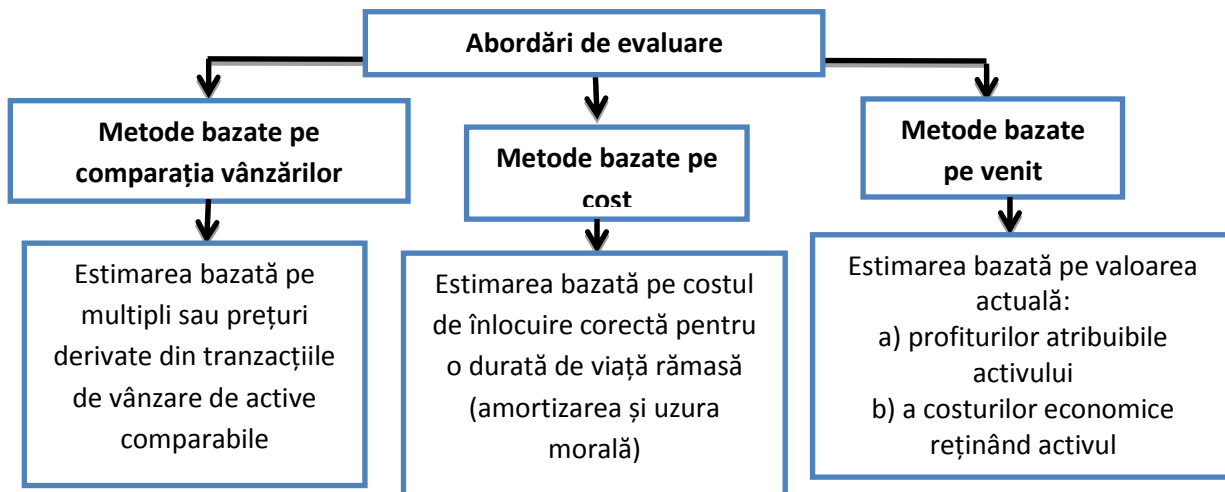 Abordări de evaluare
Metode bazate pe
comparația vânzărilor
Metode bazate pe
cost
Metode bazate
pe venit
Estimarea bazată pe
multipli sau prețuri
derivate din tranzacțiile
de vânzare de active
comparabile
Estimarea bazată pe costul
de înlocuire corectă pentru
o durată de viață rămasă
(amortizarea și uzura
morală)
Estimarea bazată pe valoarea
actuală:
a) profiturilor atribuibile
activului
b) a costurilor economice
reținând activul